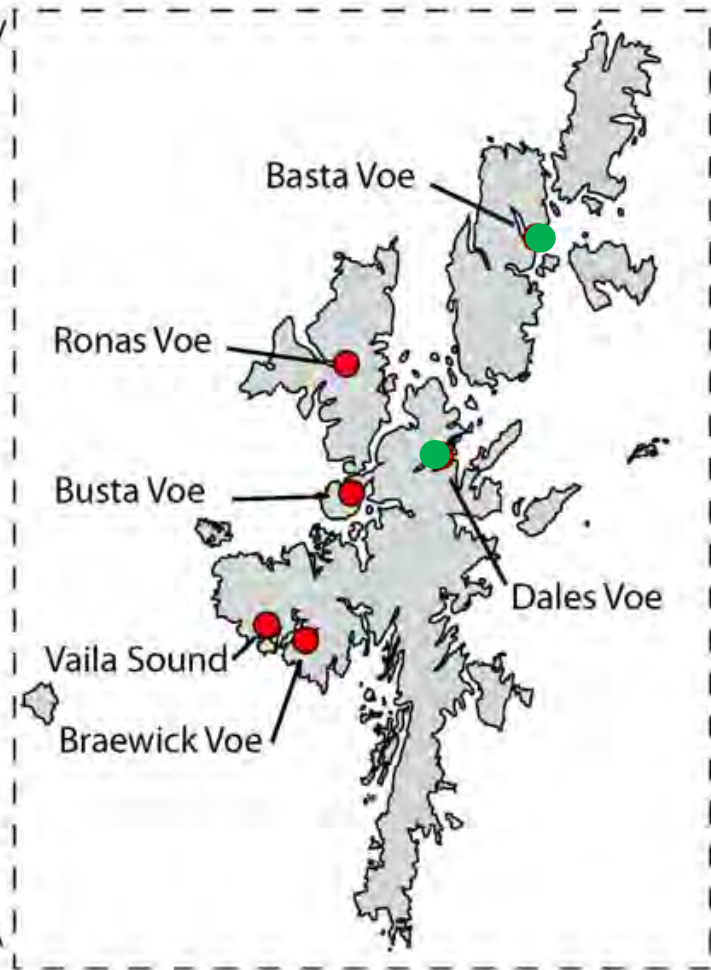 Basta Voe
Ronas Voe
Busta Voe
Dales Voe
Vaila Sound
Braewick Voe